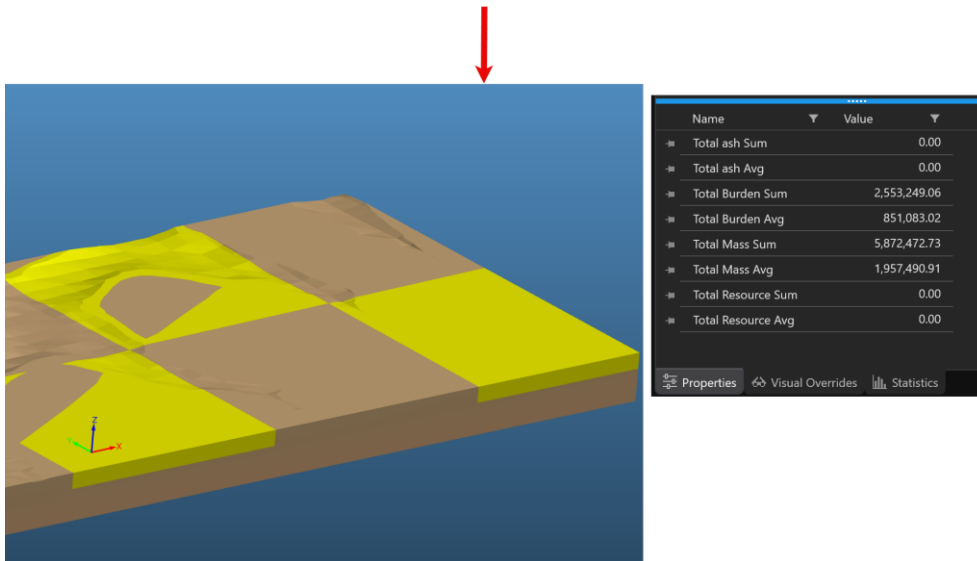 Name Value
Total ash Sum 0.00
Total ash Avg 0.00
Total Burden Sum 2,553,249.06
Total Burden Avg 851,083.02
Total Mass Sum 5,872,472.73
Total Mass Avg 1,957,490.91
Total Resource Sum 0.00
Total Resource Avg 0.00
Properties Visual Overrides Statistics
Z
Y X